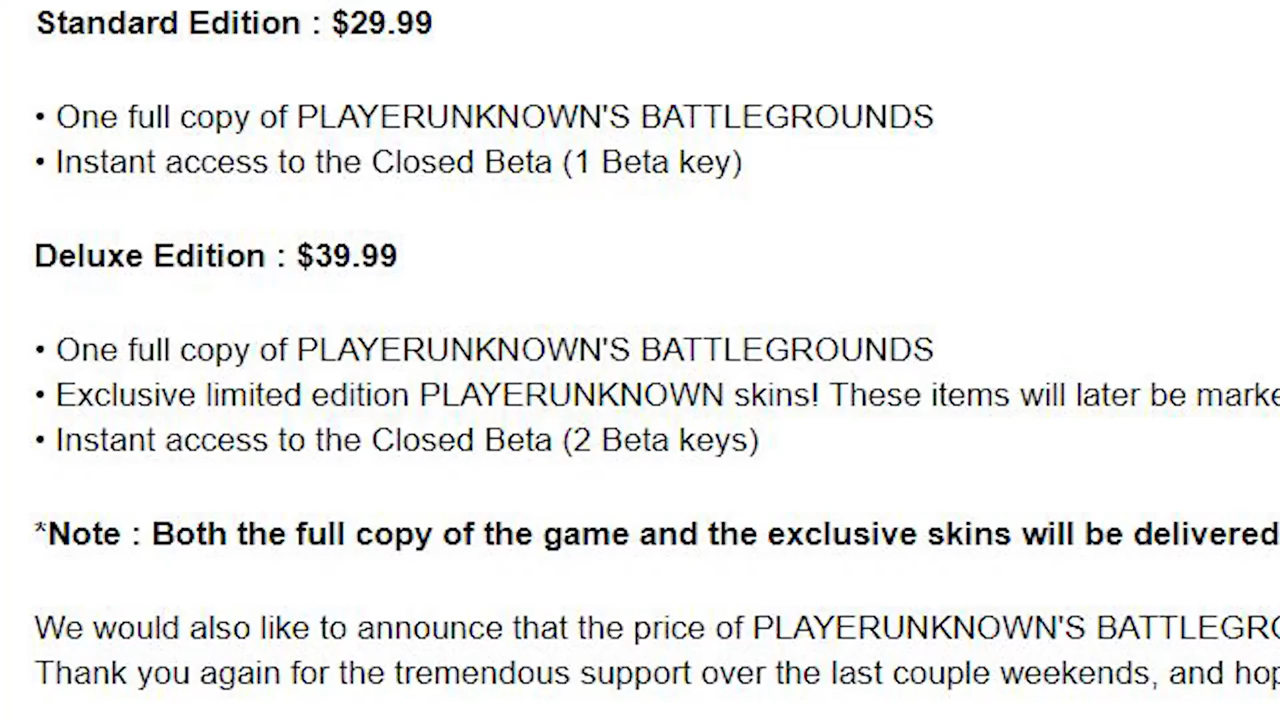 Standard Edition : $29.99
• One full copy of PLAYERUNKNOWN'S BATTLEGROUNDS
• Instant access to the Closed Beta (1 Beta key)
Deluxe Edition : $39.99
• One full copy of PLAYERUNKNOWN'S BATTLEGROUNDS
• Exclusive limited edition PLAYERUNKNOWN skins! These items will later be marke
• Instant access to the Closed Beta (2 Beta keys)
*Note : Both the full copy of the game and the exclusive skins will be delivered
We would also like to announce that the price of PLAYERUNKNOWN'S BATTLEGRO
Thank you again for the tremendous support over the last couple weekends, and hop